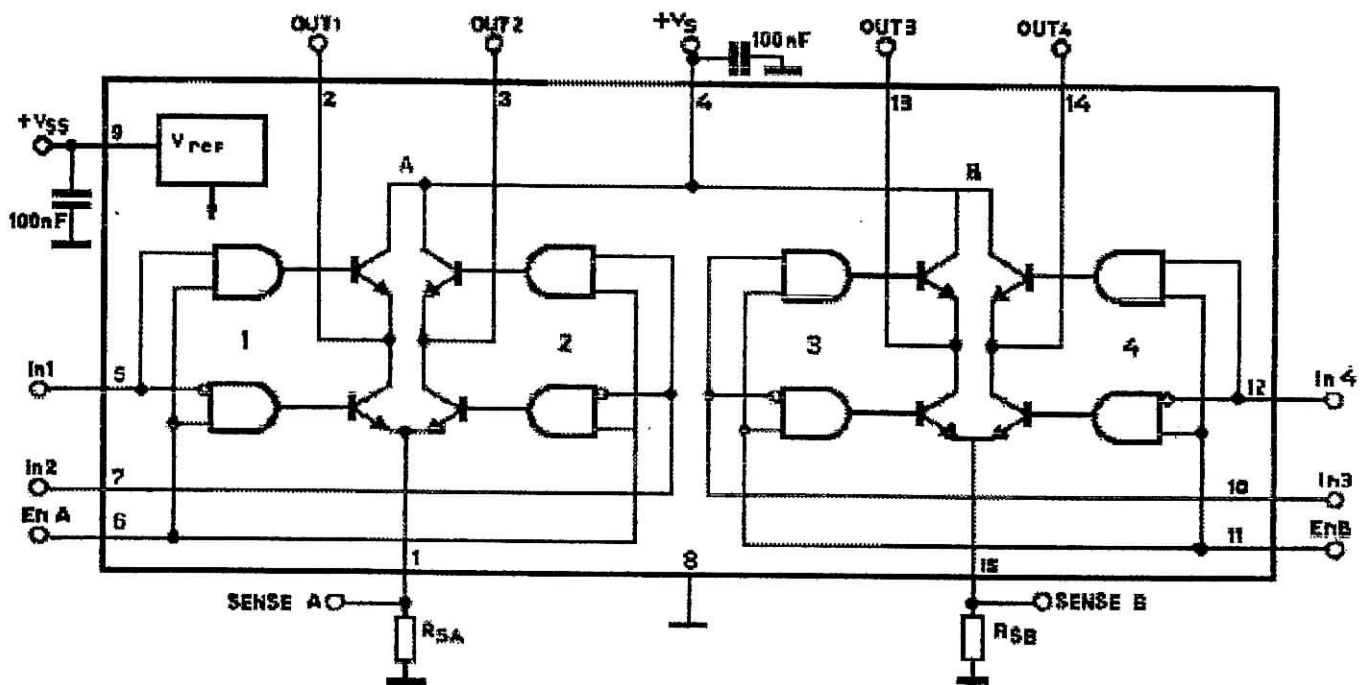 OUT1
OUT2
+Vs
100nF
OUT3
OUT4
2
3
4
13
14
+VSS
9
Vref
100nF
A
B
1
2
3
4
In1
5
12
In4
In2
7
10
In3
En A
6
11
EnB
1
8
15
SENSE A
RSA
SENSE B
RSB